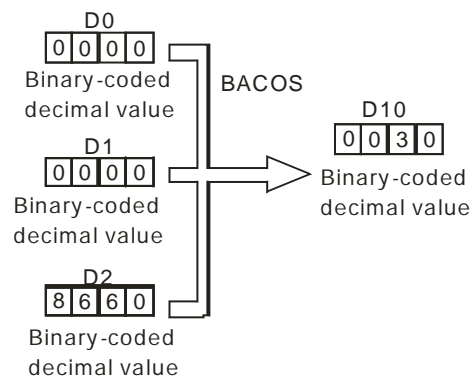 D0
0 0 0 0
Binary-coded
decimal value
BACOS
D10
0 0 3 0
Binary-coded
decimal value
D1
0 0 0 0
Binary-coded
decimal value
D2
8 6 6 0
Binary-coded
decimal value